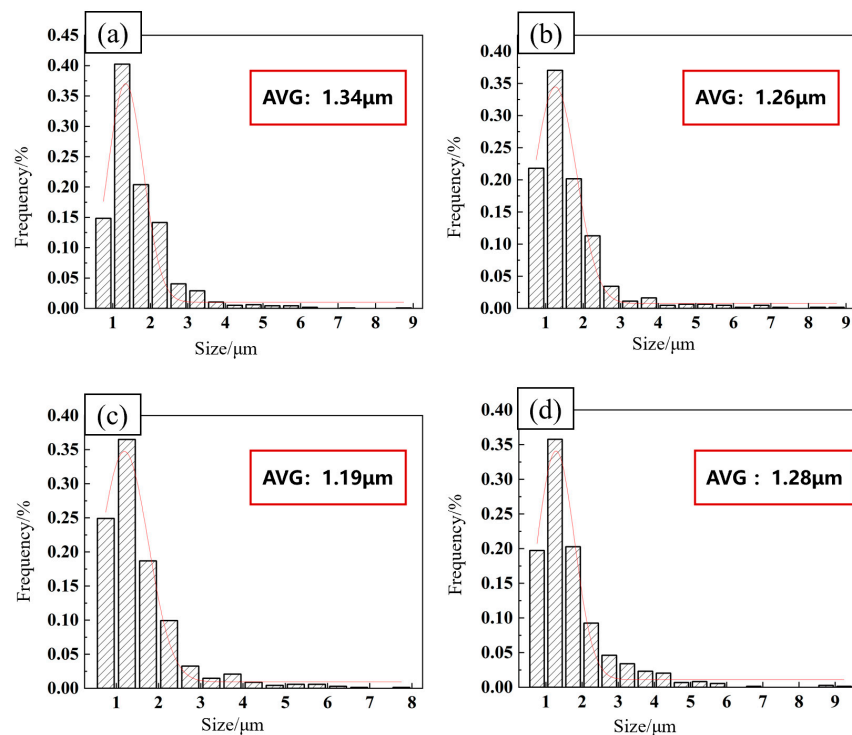 (a)
AVG: 1.34μm
Frequency/%
0.45
0.40
0.35
0.30
0.25
0.20
0.15
0.10
0.05
0.00
1 2 3 4 5 6 7 8 9
Size/μm
(b)
AVG: 1.26μm
Frequency/%
0.40
0.35
0.30
0.25
0.20
0.15
0.10
0.05
0.00
1 2 3 4 5 6 7 8 9
Size/μm
(c)
AVG: 1.19μm
Frequency/%
0.40
0.35
0.30
0.25
0.20
0.15
0.10
0.05
0.00
1 2 3 4 5 6 7 8
Size/μm
(d)
AVG : 1.28μm
Frequency/%
0.40
0.35
0.30
0.25
0.20
0.15
0.10
0.05
0.00
1 2 3 4 5 6 7 8 9
Size/μm